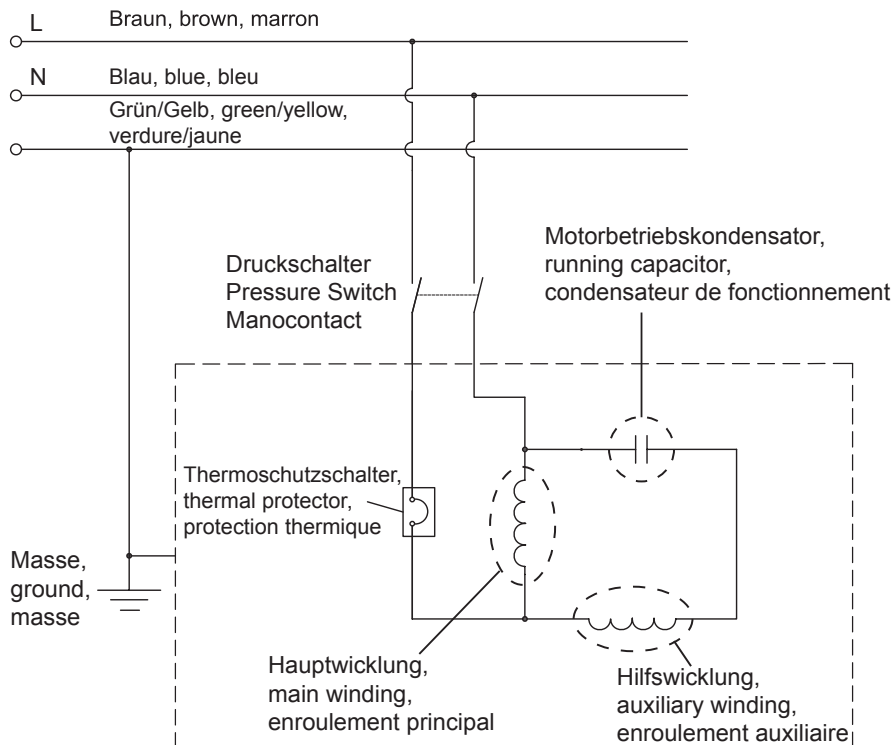 L
Braun, brown, marron
N
Blau, blue, bleu
Grün/Gelb, green/yellow,
verdure/jaune
Druckschalter
Pressure Switch
Manocontact
Motorbetriebskondensator,
running capacitor,
condensateur de fonctionnement
Thermoschutzschalter,
thermal protector,
protection thermique
Masse,
ground,
masse
Hauptwicklung,
main winding,
enroulement principal
Hilfswicklung,
auxiliary winding,
enroulement auxiliaire